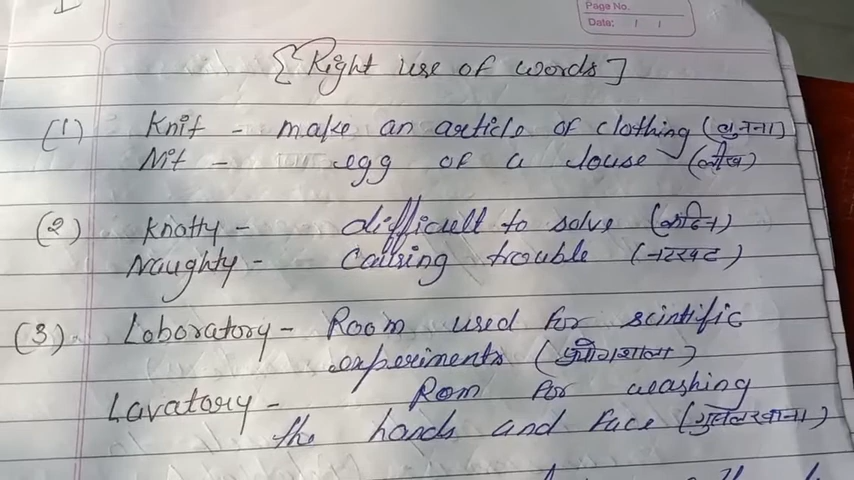 Page No.
Date: / /
{Right use of words]
(1) Knit - make an article of clothing (बुनना)
Nit - egg of a louse (लीख)
(2) Knotty - difficult to solve (कठिन)
Naughty - Causing trouble (नटखट)
(3) Loboratory - Room used for scintific
experiments (प्रयोगशाला)
Lavatory - Rom for washing
the hands and face (गुसलखाना)